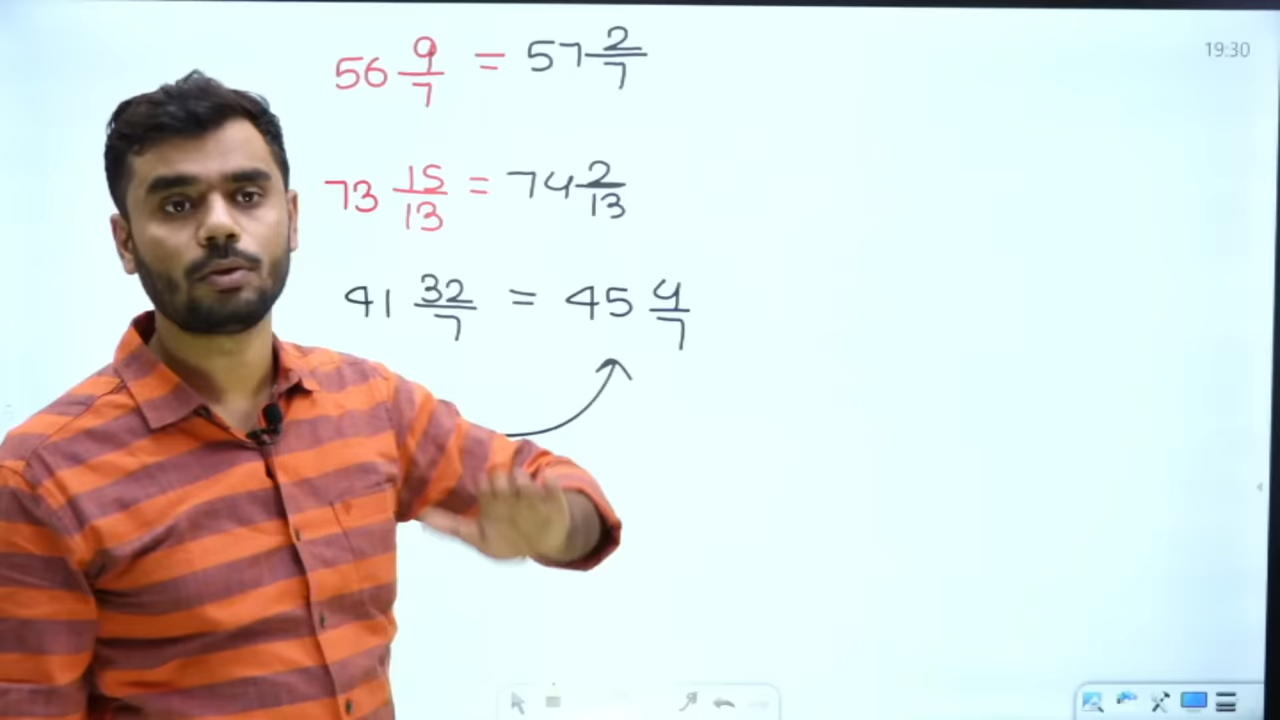 19:30
56 9/7 = 57 2/7
73 15/13 = 74 2/13
41 32/7 = 45 4/7